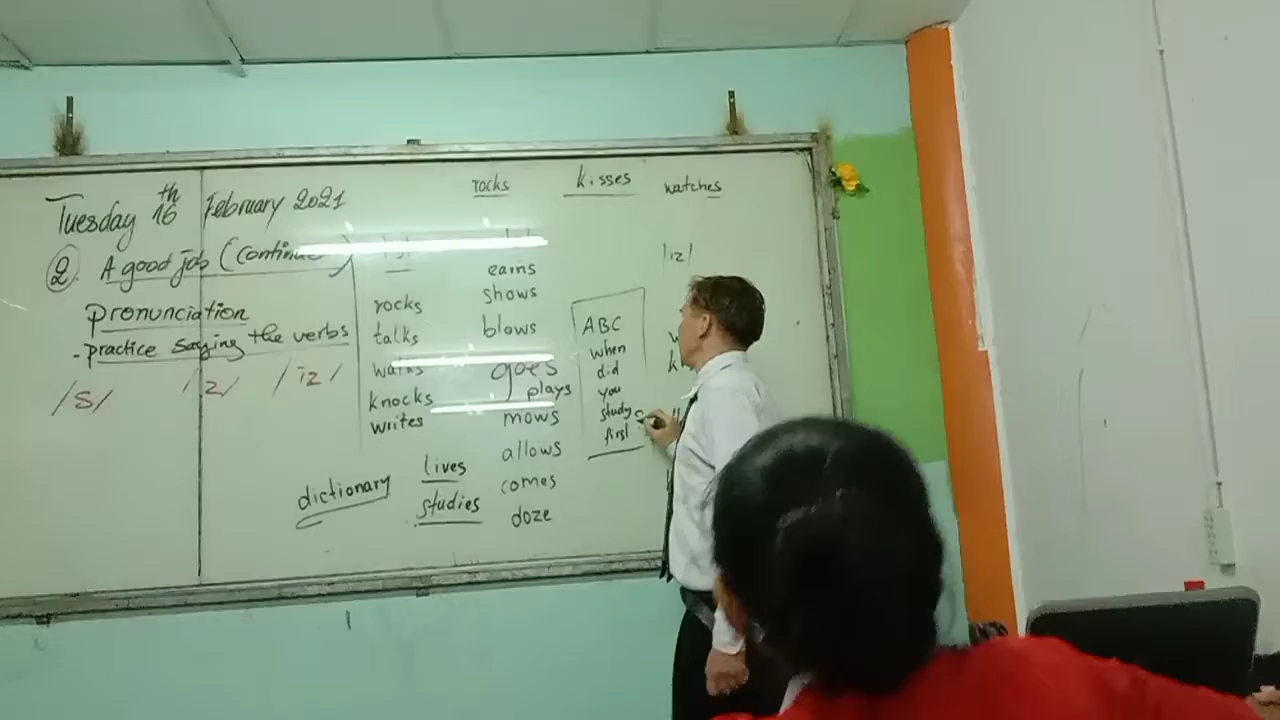 Tuesday 16th February 2021
2. A good job (continue)
pronunciation
- practice saying the verbs
/s/ /z/ /iz/
rocks
talks
walks
knocks
writes
dictionary
lives
studies
rocks
earns
shows
blows
goes
plays
mows
allows
comes
doze
kisses
ABC
when
did
you
study
first
watches
/iz/